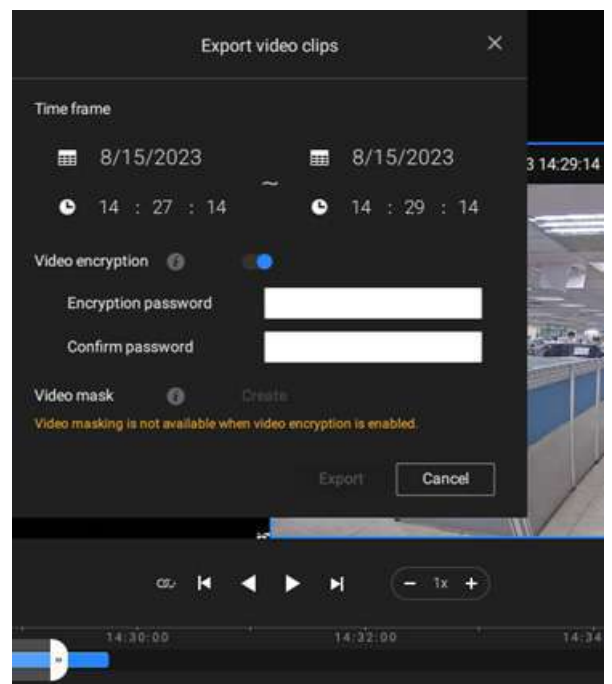 Export video clips
Time frame
8/15/2023 8/15/2023
3 14:29:14
~
14 : 27 : 14 14 : 29 : 14
Video encryption
Encryption password
Confirm password
Video mask Create
Video masking is not available when video encryption is enabled.
Export Cancel
- 1x +
14:30:00 14:32:00 14:34